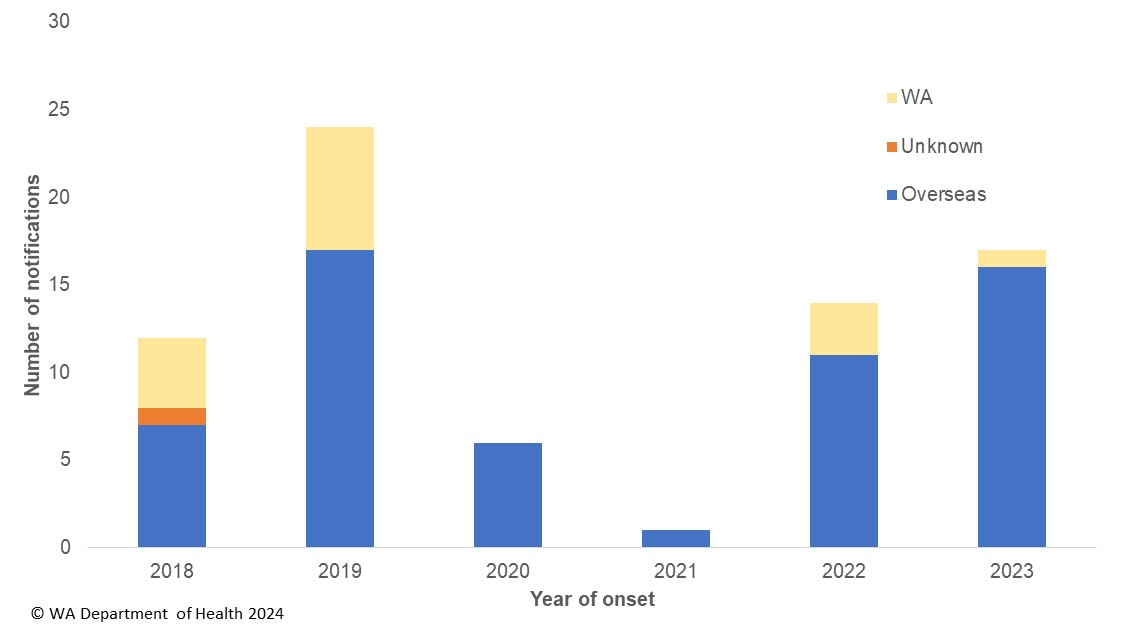 30
25
20
15
10
5
0
Number of notifications
WA
Unknown
Overseas
2018 2019 2020 2021 2022 2023
Year of onset
© WA Department of Health 2024